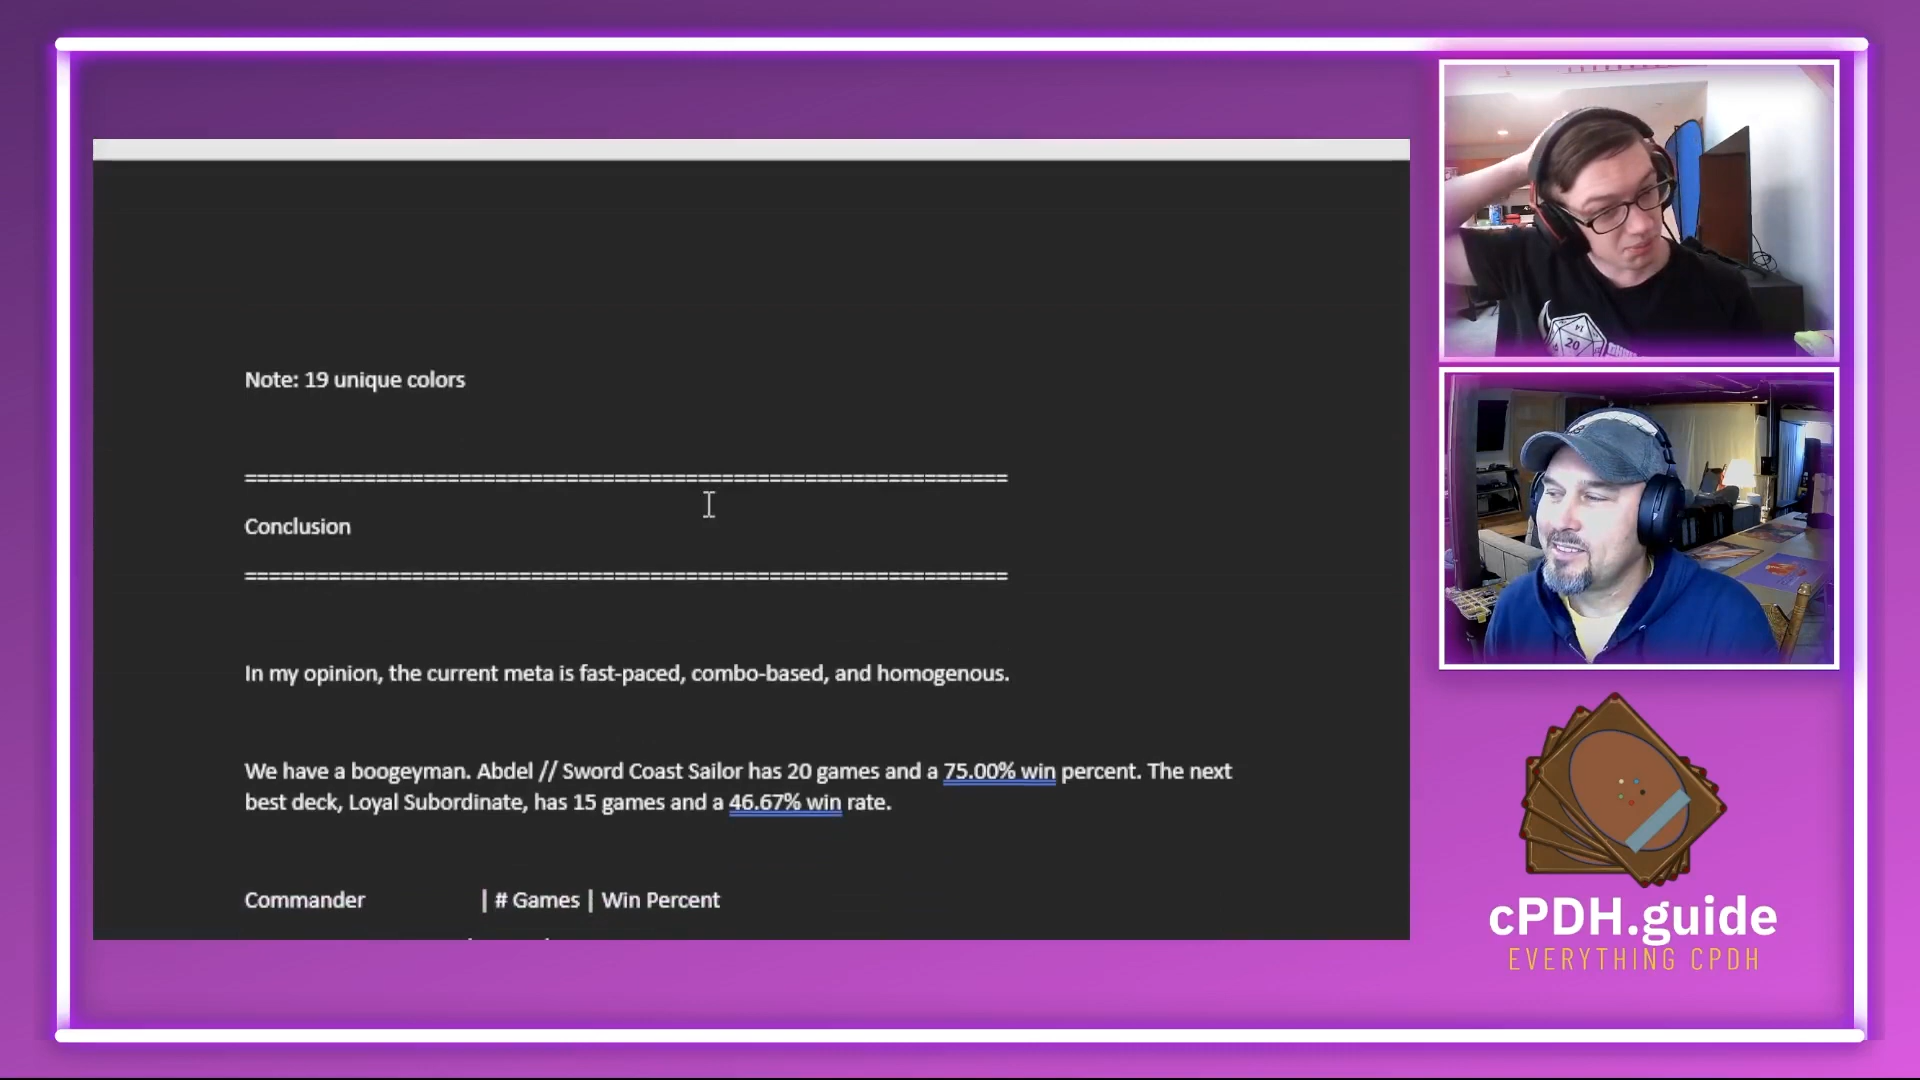 Note: 19 unique colors
================================================================
Conclusion
================================================================
In my opinion, the current meta is fast-paced, combo-based, and homogenous.
We have a boogeyman. Abdel // Sword Coast Sailor has 20 games and a 75.00% win percent. The next
best deck, Loyal Subordinate, has 15 games and a 46.67% win rate.
Commander | # Games | Win Percent
20
14
cPDH.guide
EVERYTHING CPDH